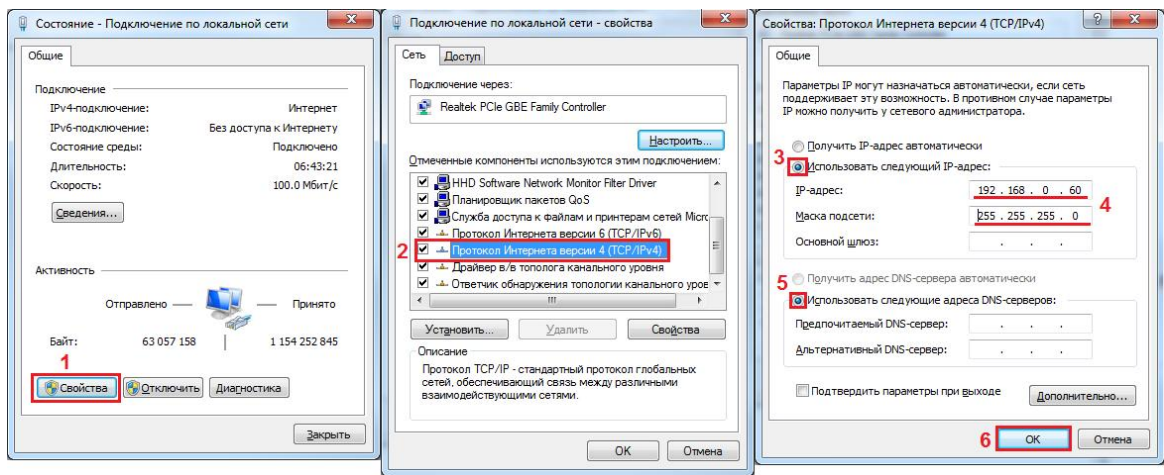 Состояние - Подключение по локальной сети
Общие
Подключение
IPv4-подключение: Интернет
IPv6-подключение: Без доступа к Интернету
Состояние среды: Подключено
Длительность: 06:43:21
Скорость: 100.0 Мбит/с
Сведения...
Активность
Отправлено — — Принято
Байт: 63 057 158 | 1 154 252 845
1
Свойства Отключить Диагностика
Закрыть
Подключение по локальной сети - свойства
Сеть Доступ
Подключение через:
Realtek PCIe GBE Family Controller
Настроить...
Отмеченные компоненты используются этим подключением:
HHD Software Network Monitor Filter Driver
Планировщик пакетов QoS
Служба доступа к файлам и принтерам сетей Micrc
Протокол Интернета версии 6 (TCP/IPv6)
2 Протокол Интернета версии 4 (TCP/IPv4)
Драйвер в/в тополога канального уровня
Ответчик обнаружения топологии канального уров
Установить... Удалить Свойства
Описание
Протокол TCP/IP - стандартный протокол глобальных
сетей, обеспечивающий связь между различными
взаимодействующими сетями.
OK Отмена
Свойства: Протокол Интернета версии 4 (TCP/IPv4)
Общие
Параметры IP могут назначаться автоматически, если сеть
поддерживает эту возможность. В противном случае параметры
IP можно получить у сетевого администратора.
Получить IP-адрес автоматически
3 Использовать следующий IP-адрес:
IP-адрес: 192 . 168 . 0 . 60
4
Маска подсети: 255 . 255 . 255 . 0
Основной шлюз: . . .
Получить адрес DNS-сервера автоматически
5 Использовать следующие адреса DNS-серверов:
Предпочитаемый DNS-сервер: . . .
Альтернативный DNS-сервер: . . .
Подтвердить параметры при выходе Дополнительно...
6 OK Отмена